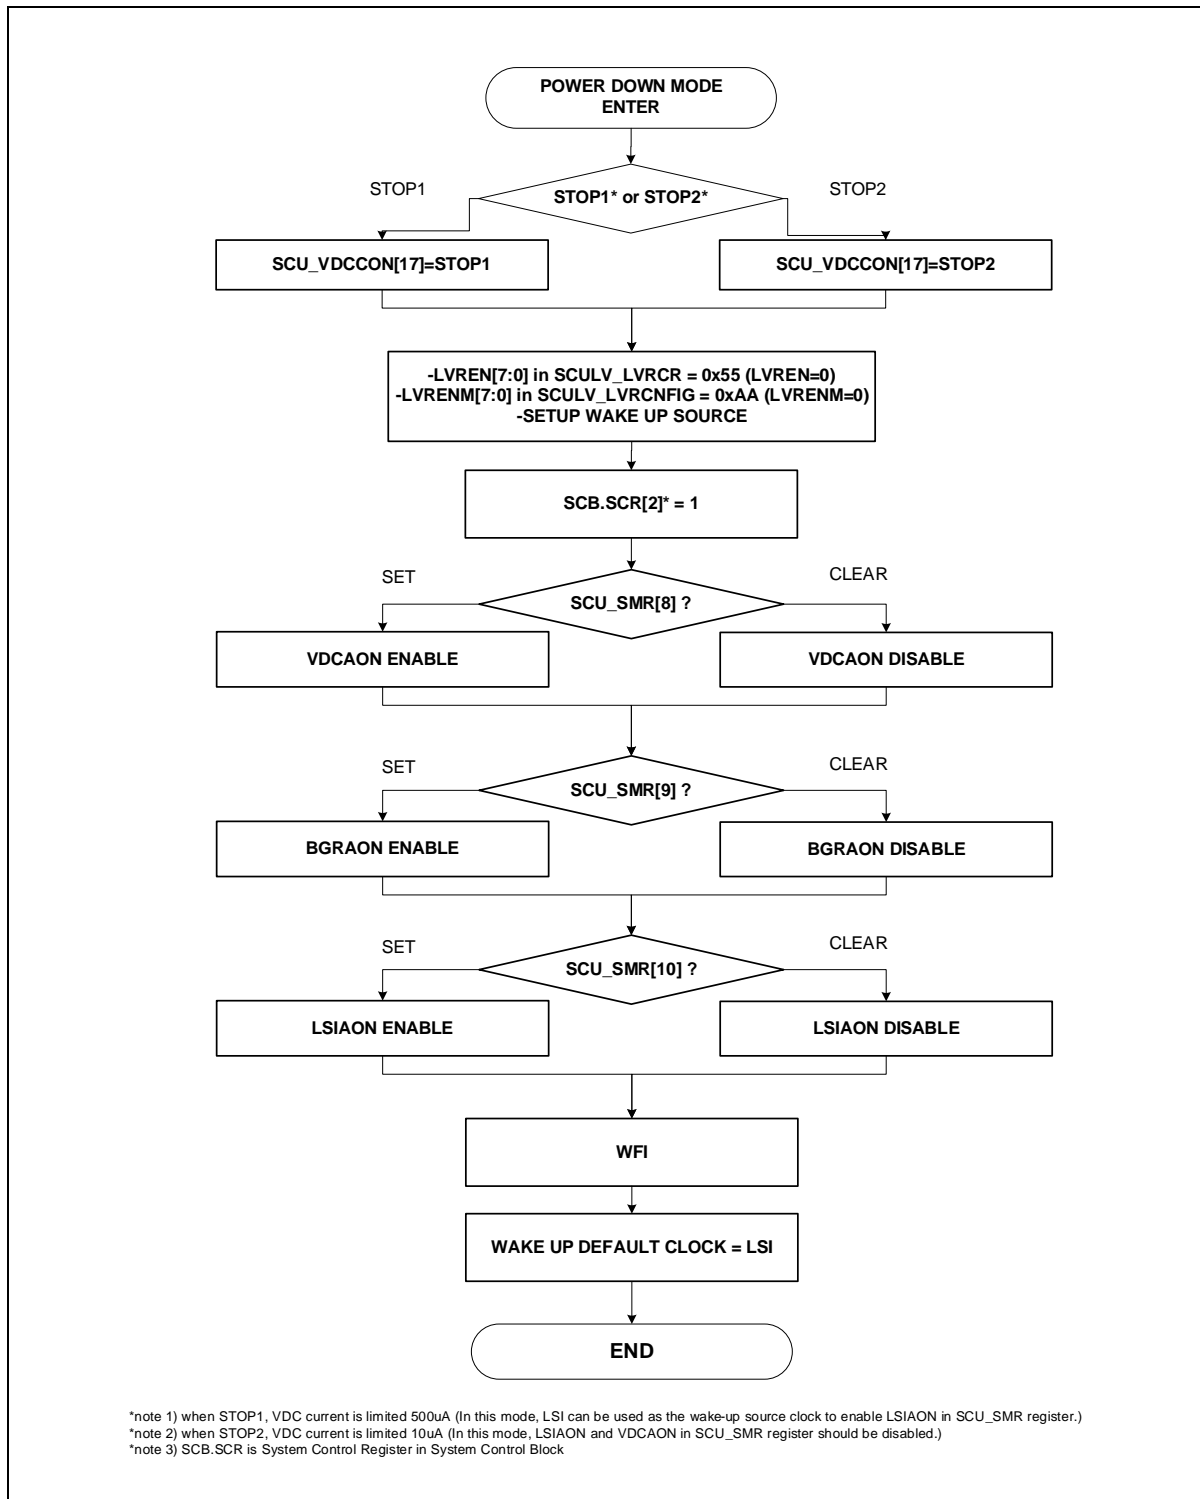 POWER DOWN MODE
ENTER
STOP1
STOP1* or STOP2*
STOP2
SCU_VDCCON[17]=STOP1
SCU_VDCCON[17]=STOP2
-LVREN[7:0] in SCULV_LVRCR = 0x55 (LVREN=0)
-LVRENM[7:0] in SCULV_LVRCNFIG = 0xAA (LVRENM=0)
-SETUP WAKE UP SOURCE
SCB.SCR[2]* = 1
SET
SCU_SMR[8] ?
CLEAR
VDCAON ENABLE
VDCAON DISABLE
SET
SCU_SMR[9] ?
CLEAR
BGRAON ENABLE
BGRAON DISABLE
SET
SCU_SMR[10] ?
CLEAR
LSIAON ENABLE
LSIAON DISABLE
WFI
WAKE UP DEFAULT CLOCK = LSI
END
*note 1) when STOP1, VDC current is limited 500uA (In this mode, LSI can be used as the wake-up source clock to enable LSIAON in SCU_SMR register.)
*note 2) when STOP2, VDC current is limited 10uA (In this mode, LSIAON and VDCAON in SCU_SMR register should be disabled.)
*note 3) SCB.SCR is System Control Register in System Control Block